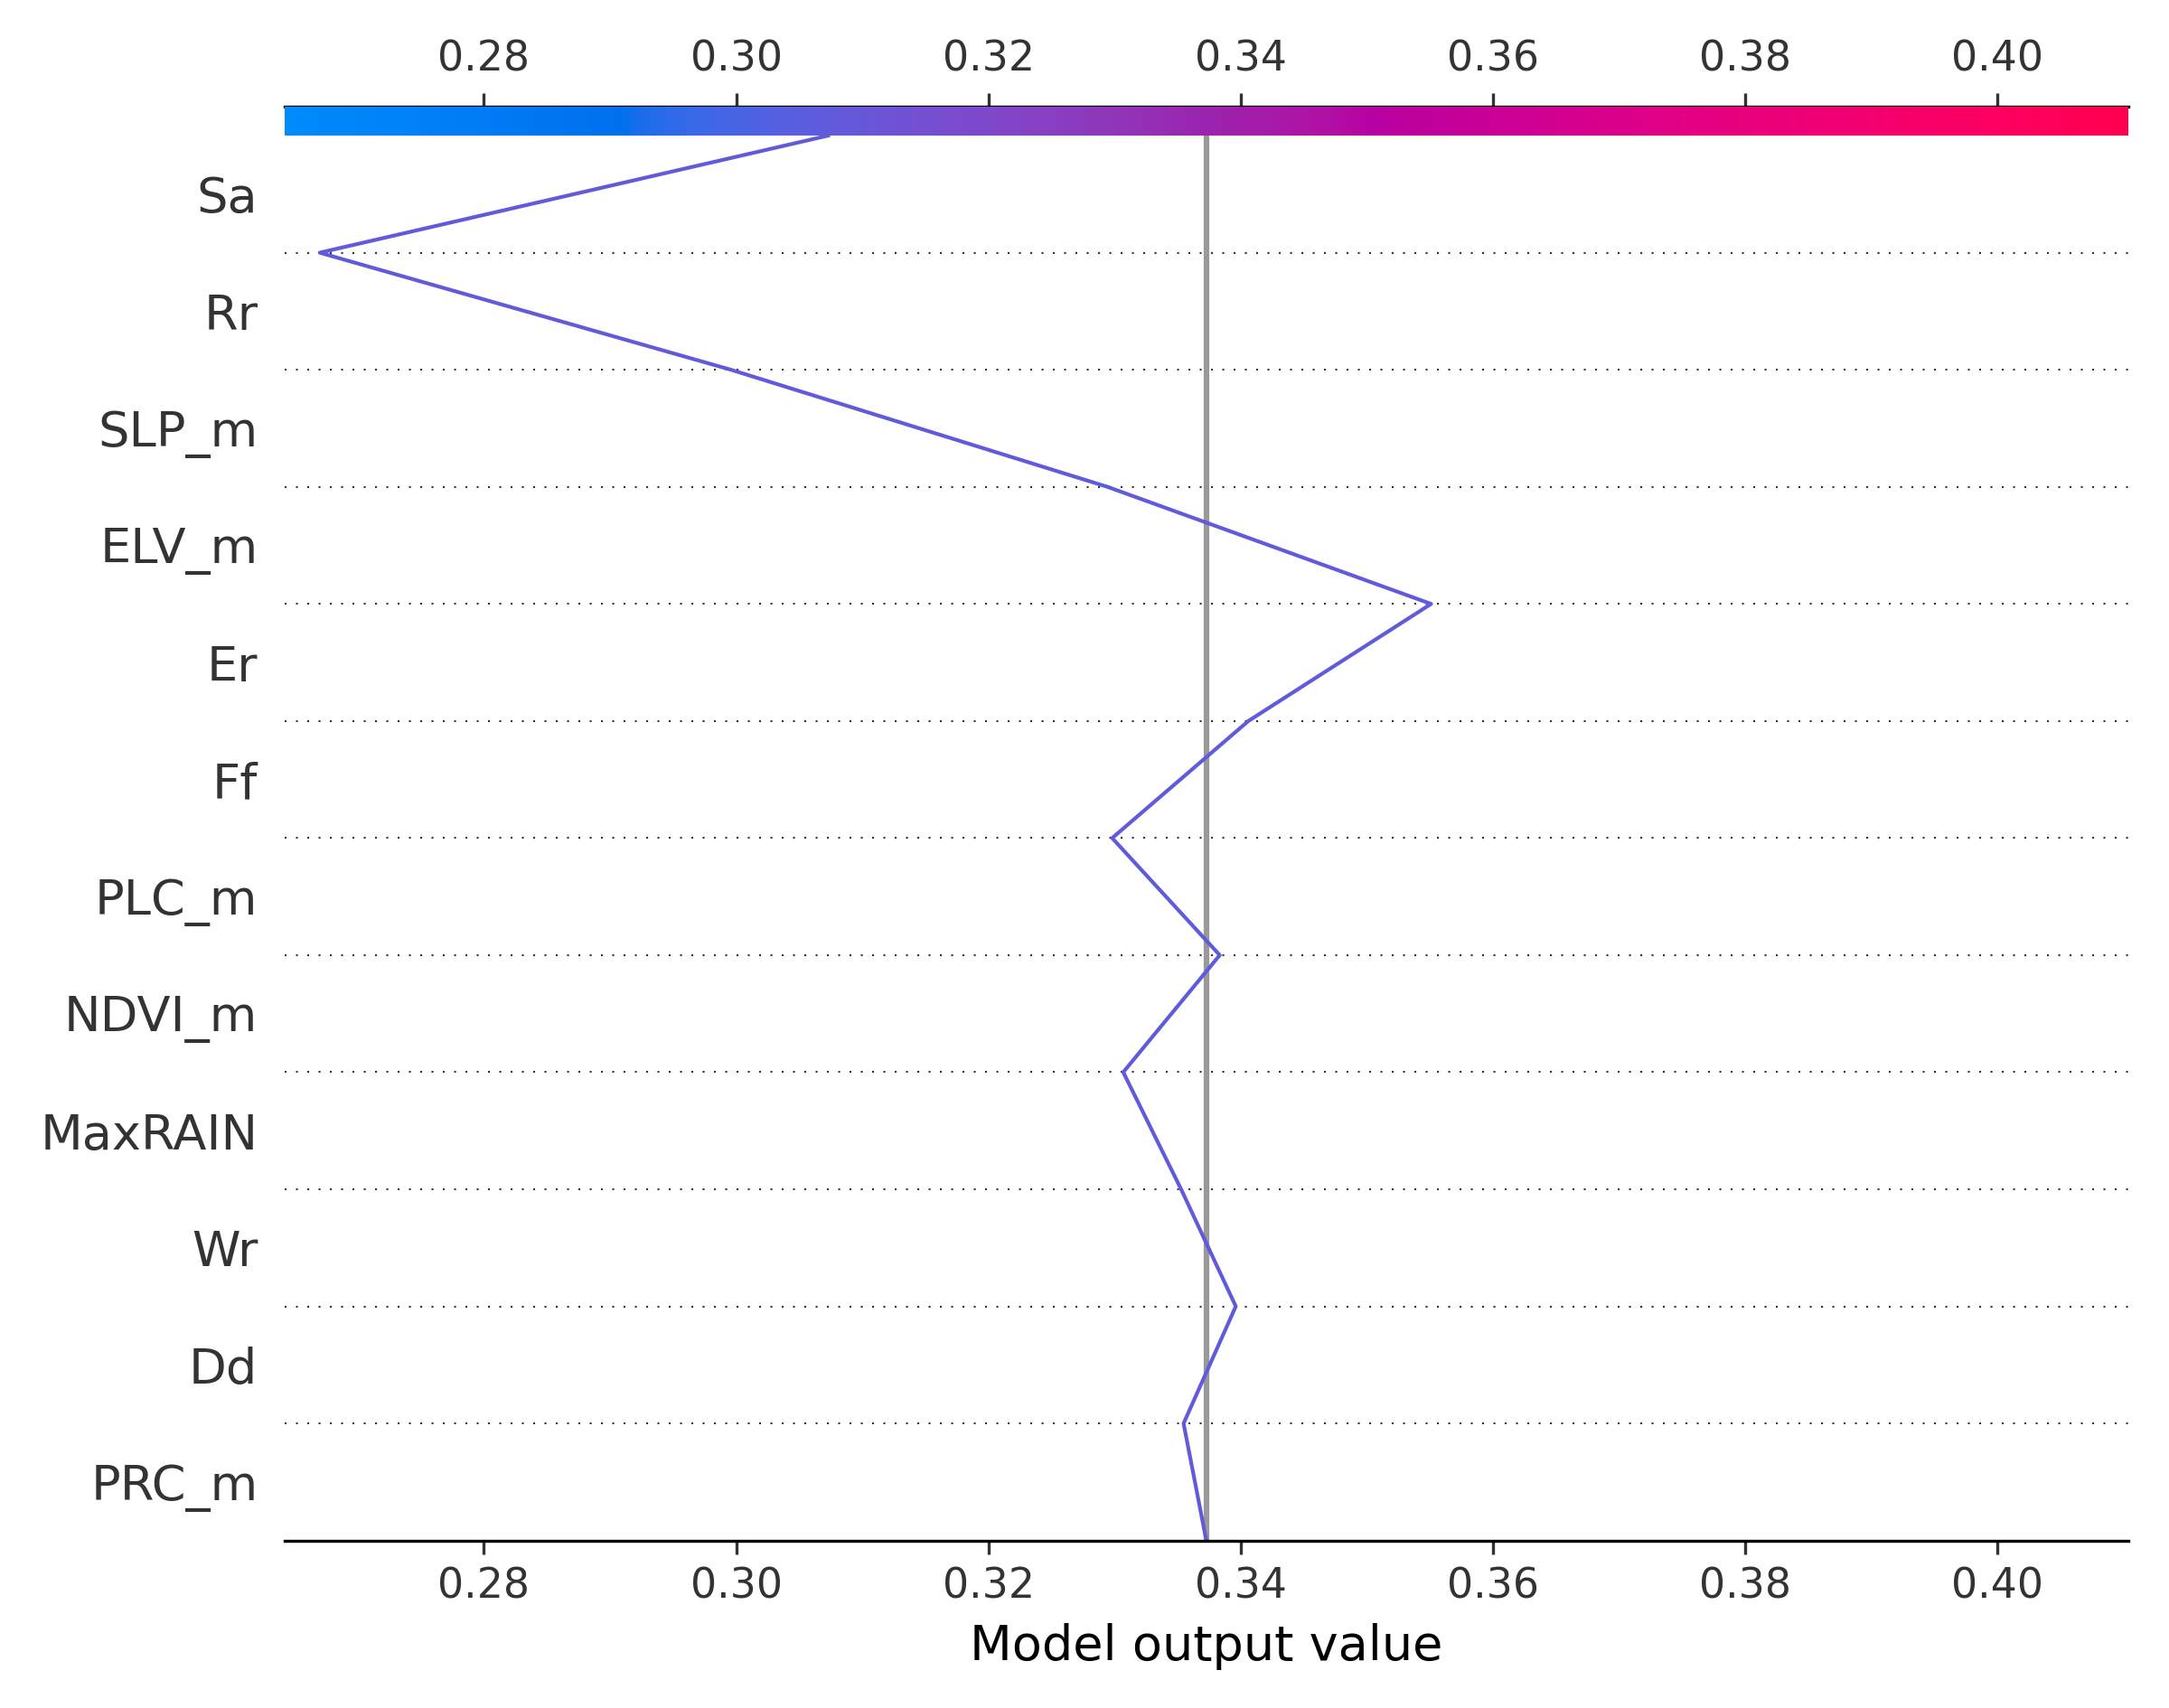 0.28 0.30 0.32 0.34 0.36 0.38 0.40
Sa
Rr
SLP_m
ELV_m
Er
Ff
PLC_m
NDVI_m
MaxRAIN
Wr
Dd
PRC_m
0.28 0.30 0.32 0.34 0.36 0.38 0.40
Model output value